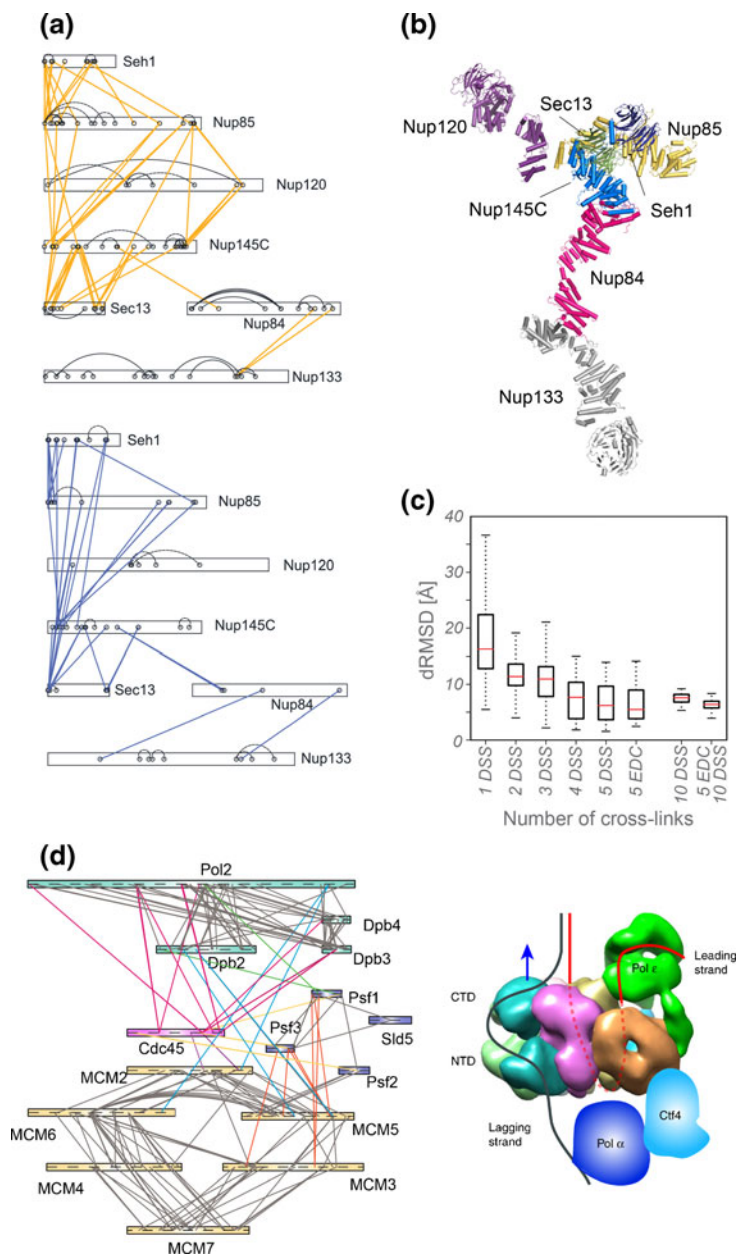 (a)
Seh1
Nup85
Nup120
Nup145C
Sec13
Nup84
Nup133
Seh1
Nup85
Nup120
Nup145C
Sec13
Nup84
Nup133
(b)
Nup120
Sec13
Nup85
Nup145C
Seh1
Nup84
Nup133
(c)
dRMSD [Å]
40
30
20
10
0
1 DSS
2 DSS
3 DSS
4 DSS
5 DSS
5 EDC
10 DSS
5 EDC
10 DSS
Number of cross-links
(d)
Pol2
Dpb4
Dpb2
Dpb3
Psf1
Psf3
Sld5
Cdc45
MCM2
Psf2
MCM6
MCM5
MCM4
MCM3
MCM7
Pol ε
Leading
strand
CTD
NTD
Lagging
strand
Ctf4
Pol α